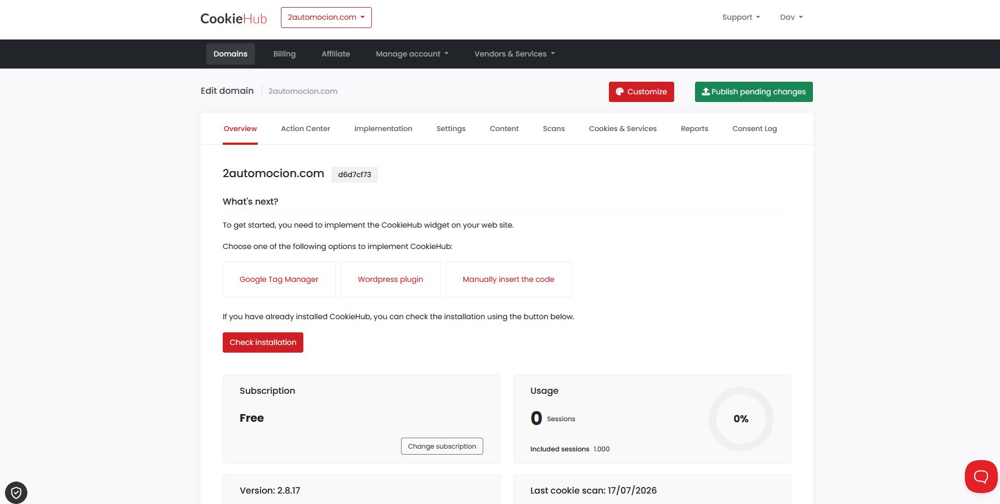 CookieHub 2automocion.com Support Dav
Domains Billing Affiliate Manage account Vendors & Services
Edit domain 2automocion.com Customize Publish pending changes
Overview Action Center Implementation Settings Content Scans Cookies & Services Reports Consent Log
2automocion.com d6d7cf73
What's next?
To get started, you need to implement the CookieHub widget on your web site.
Choose one of the following options to implement CookieHub:
Google Tag Manager Wordpress plugin Manually insert the code
If you have already installed CookieHub, you can check the installation using the button below.
Check installation
Subscription
Free
Change subscription
Usage
0 Sessions
0%
Included sessions 1.000
Version: 2.8.17
Last cookie scan: 17/07/2026